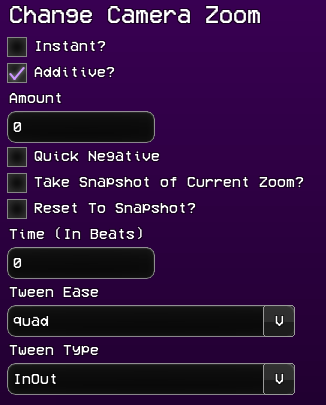 Change Camera Zoom
Instant?
Additive?
Amount
0
Quick Negative
Take Snapshot of Current Zoom?
Reset To Snapshot?
Time (In Beats)
0
Tween Ease
quad V
Tween Type
InOut V